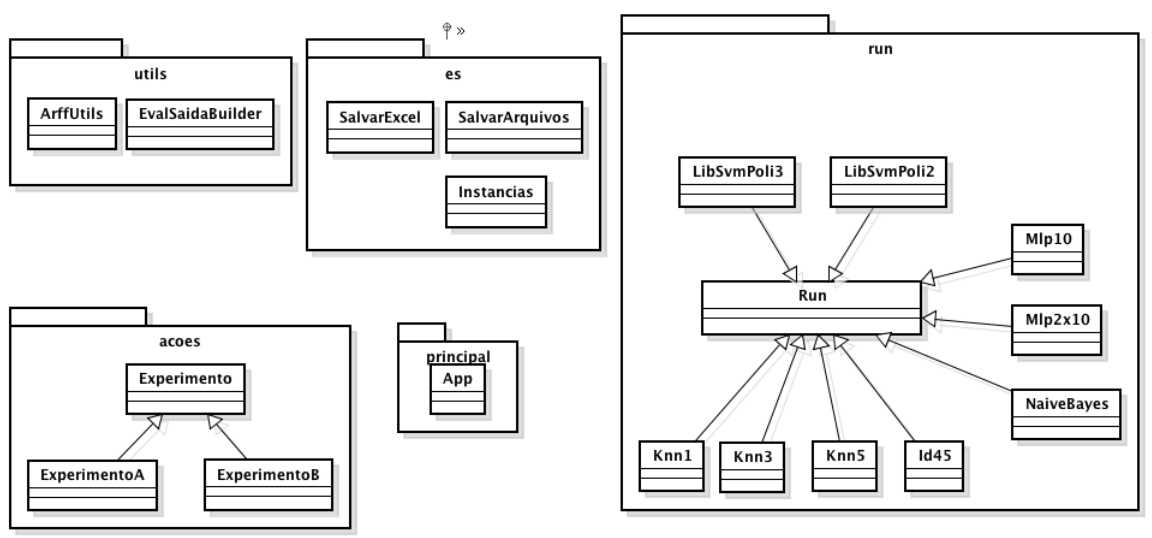 »
utils
ArffUtils
EvalSaidaBuilder
es
SalvarExcel
SalvarArquivos
Instancias
run
LibSvmPoli3
LibSvmPoli2
Mlp10
Run
Mlp2x10
NaiveBayes
Knn1
Knn3
Knn5
Id45
acoes
Experimento
ExperimentoA
ExperimentoB
principal
App